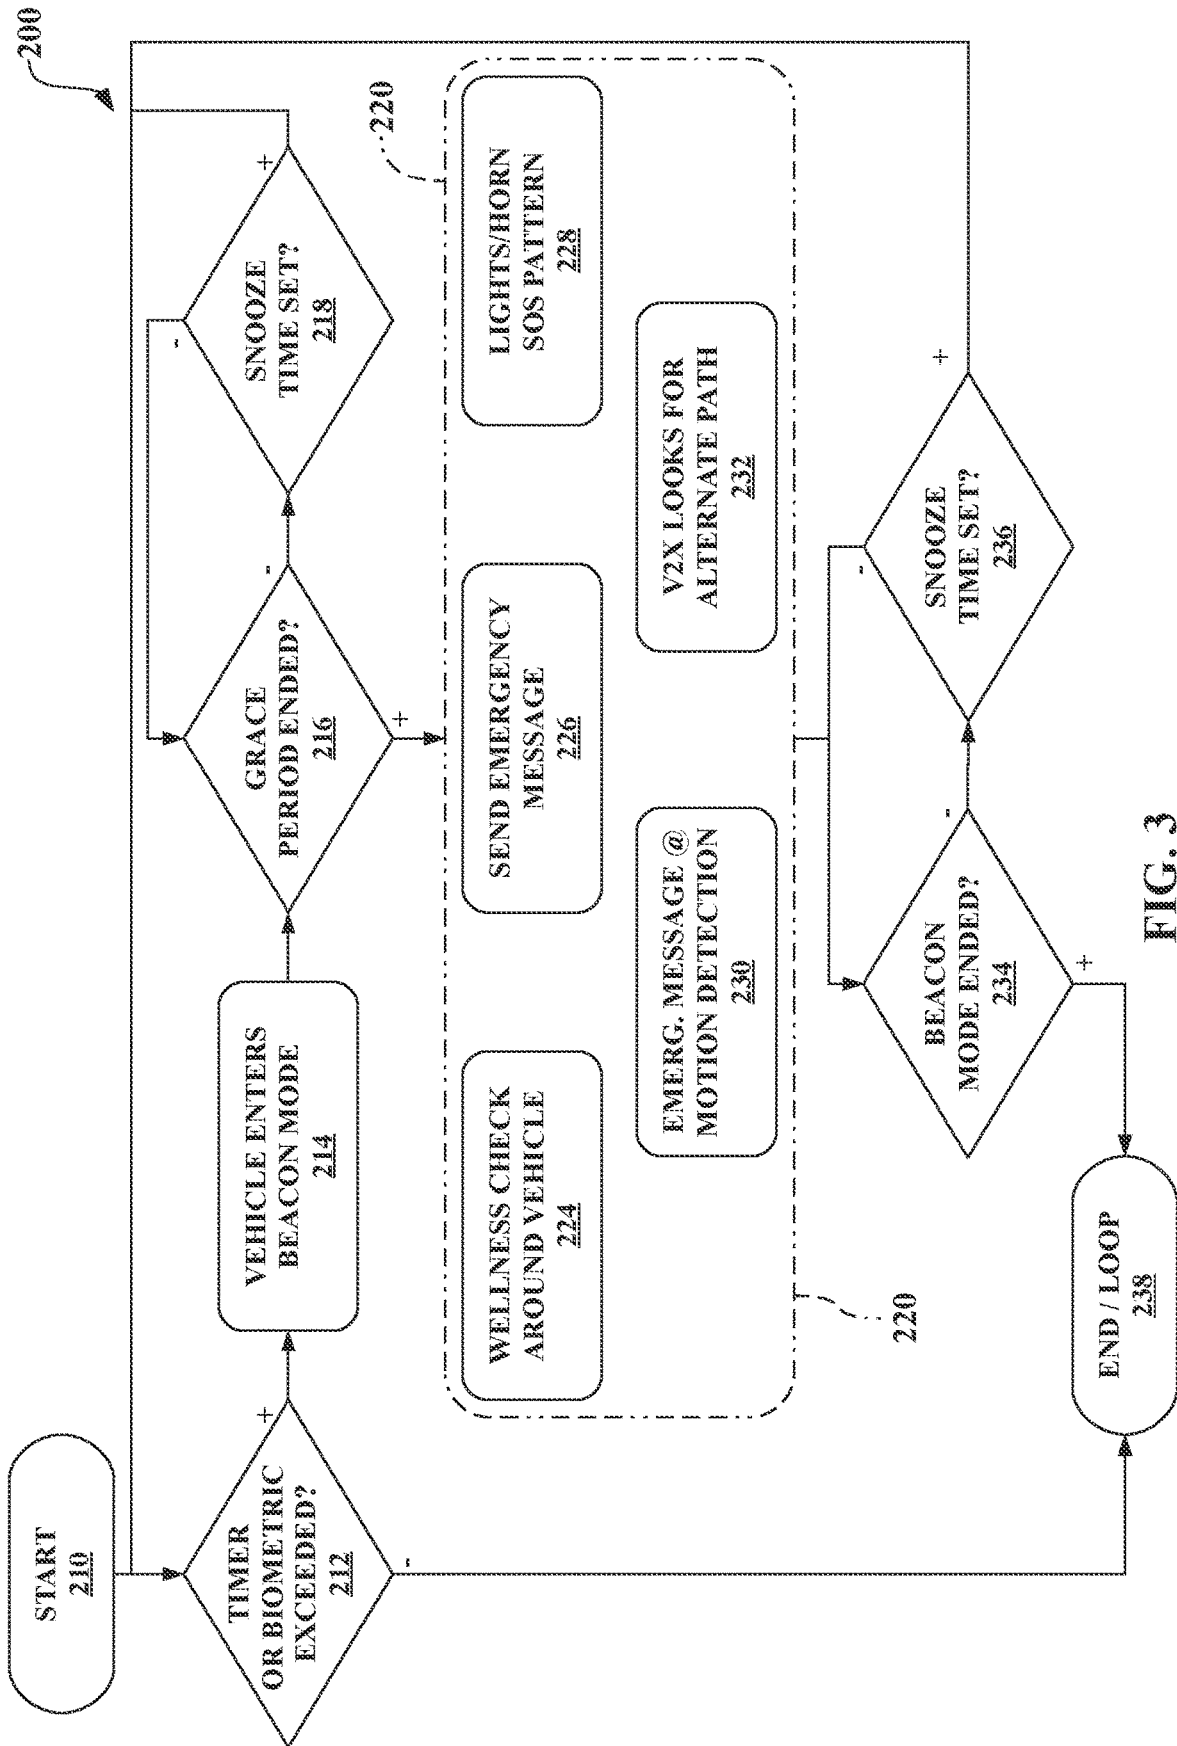 200
START
210
TIMER
OR BIOMETRIC
EXCEEDED?
212
+
-
VEHICLE ENTERS
BEACON MODE
214
GRACE
PERIOD ENDED?
216
-
+
SNOOZE
TIME SET?
218
-
+
220
WELLNESS CHECK
AROUND VEHICLE
224
SEND EMERGENCY
MESSAGE
226
LIGHTS/HORN
SOS PATTERN
228
EMERG. MESSAGE @
MOTION DETECTION
230
V2X LOOKS FOR
ALTERNATE PATH
232
220
BEACON
MODE ENDED?
234
-
+
SNOOZE
TIME SET?
236
-
+
END / LOOP
238
FIG. 3